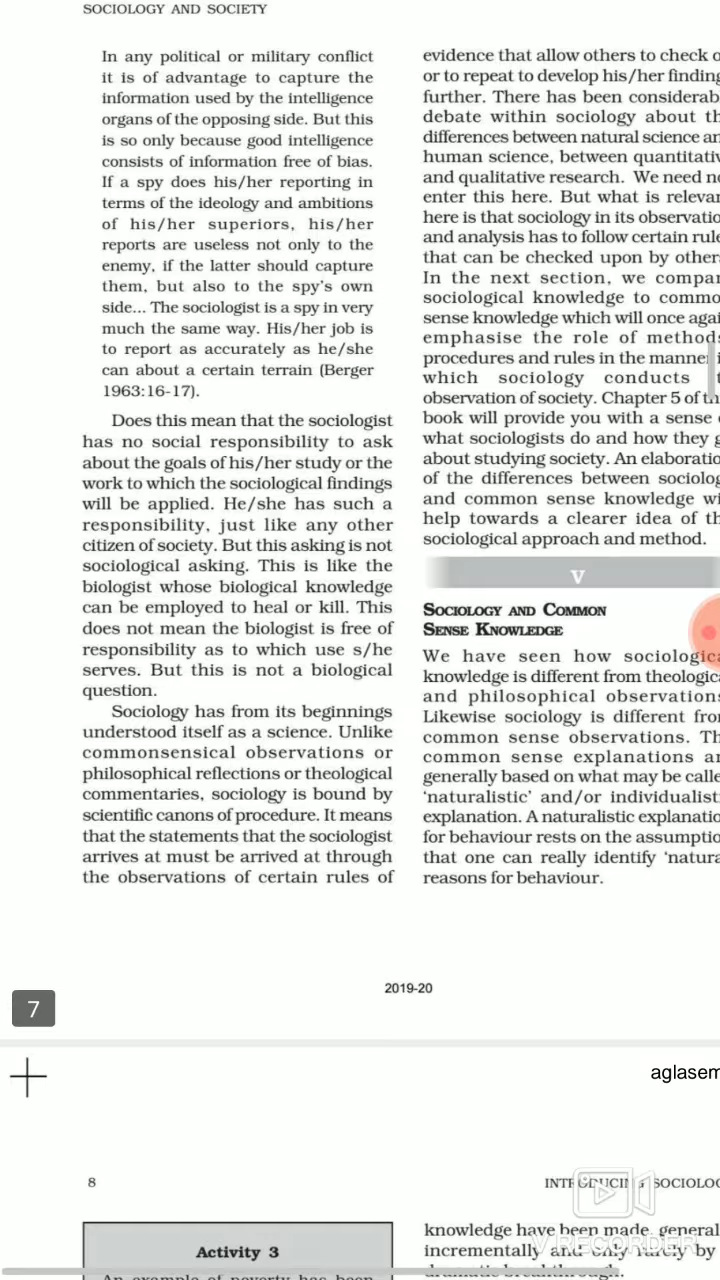 SOCIOLOGY AND SOCIETY
In any political or military conflict
it is of advantage to capture the
information used by the intelligence
organs of the opposing side. But this
is so only because good intelligence
consists of information free of bias.
If a spy does his/her reporting in
terms of the ideology and ambitions
of his/her superiors, his/her
reports are useless not only to the
enemy, if the latter should capture
them, but also to the spy's own
side... The sociologist is a spy in very
much the same way. His/her job is
to report as accurately as he/she
can about a certain terrain (Berger
1963:16-17).
Does this mean that the sociologist
has no social responsibility to ask
about the goals of his/her study or the
work to which the sociological findings
will be applied. He/she has such a
responsibility, just like any other
citizen of society. But this asking is not
sociological asking. This is like the
biologist whose biological knowledge
can be employed to heal or kill. This
does not mean the biologist is free of
responsibility as to which use s/he
serves. But this is not a biological
question.
Sociology has from its beginnings
understood itself as a science. Unlike
commonsensical observations or
philosophical reflections or theological
commentaries, sociology is bound by
scientific canons of procedure. It means
that the statements that the sociologist
arrives at must be arrived at through
the observations of certain rules of
evidence that allow others to check o
or to repeat to develop his/her finding
further. There has been considerab
debate within sociology about th
differences between natural science an
human science, between quantitativ
and qualitative research. We need no
enter this here. But what is relevan
here is that sociology in its observatio
and analysis has to follow certain rule
that can be checked upon by other
In the next section, we compar
sociological knowledge to commo
sense knowledge which will once agai
emphasise the role of methods
procedures and rules in the manner i
which sociology conducts
observation of society. Chapter 5 of
book will provide you with a sense
what sociologists do and how they g
about studying society. An elaboratio
of the differences between sociolog
and common sense knowledge wi
help towards a clearer idea of th
sociological approach and method.
V
SOCIOLOGY AND COMMON
SENSE KNOWLEDGE
We have seen how sociologica
knowledge is different from theologica
and philosophical observations
Likewise sociology is different fro
common sense observations. Th
common sense explanations ar
generally based on what may be calle
'naturalistic' and/or individualist
explanation. A naturalistic explanatio
for behaviour rests on the assumptio
that one can really identify 'natura
reasons for behaviour.
2019-20
7
aglasem
8
INTRODUCING SOCIOLOG
Activity 3
An example of poverty has been
knowledge have been made, general
incrementally and only rarely by
dramatic breakthrough.
V RECORDER